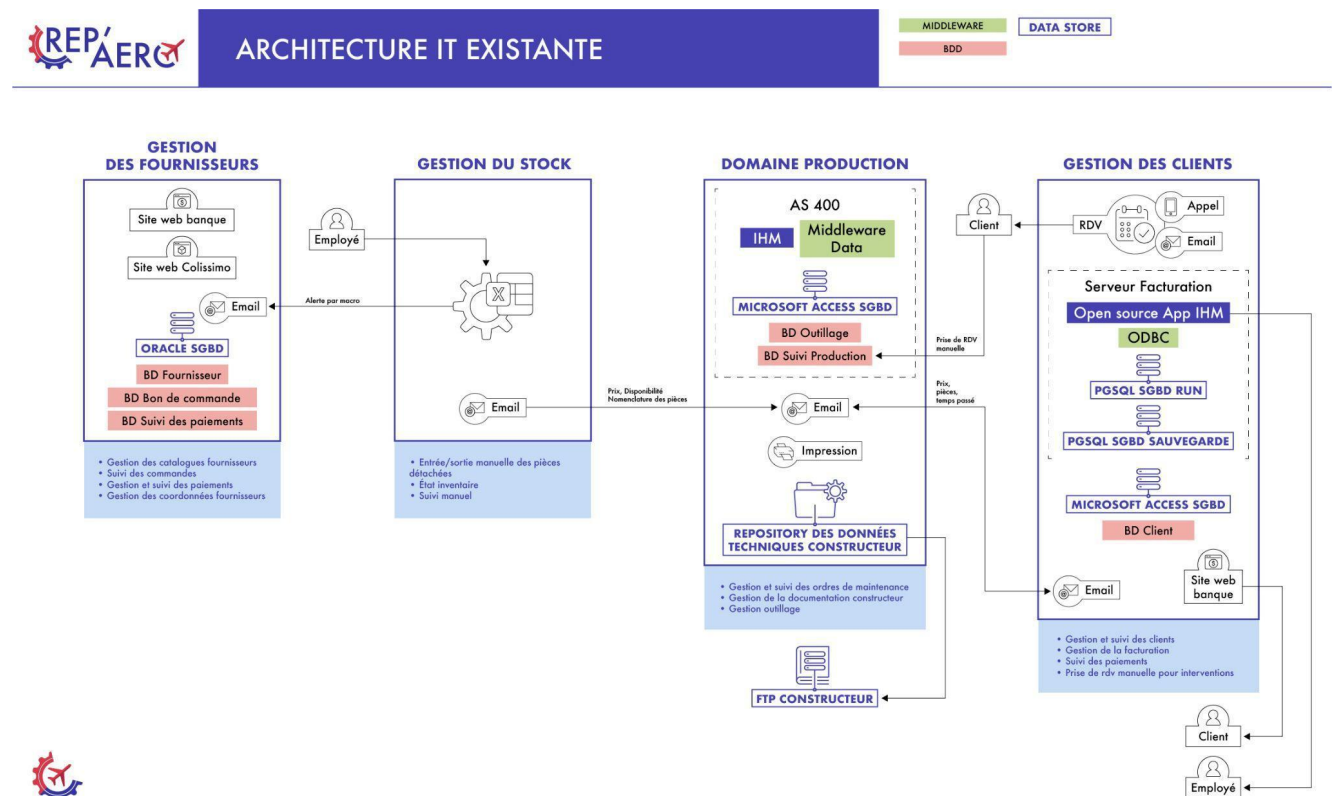 REP'
AERO
ARCHITECTURE IT EXISTANTE
MIDDLEWARE
DATA STORE
BDD
GESTION
DES FOURNISSEURS
Site web banque
Site web Colissimo
Email
ORACLE SGBD
BD Fournisseur
BD Bon de commande
BD Suivi des paiements
• Gestion des catalogues fournisseurs
• Suivi des commandes
• Gestion et suivi des paiements
• Gestion des coordonnées fournisseurs
Alerte par macro
GESTION DU STOCK
Employé
X
Email
• Entrée/sortie manuelle des pièces
détachées
• État inventaire
• Suivi manuel
Prix, Disponibilité
Nomenclature des pièces
DOMAINE PRODUCTION
AS 400
IHM
Middleware
Data
MICROSOFT ACCESS SGBD
BD Outillage
BD Suivi Production
Email
Impression
REPOSITORY DES DONNÉES
TECHNIQUES CONSTRUCTEUR
• Gestion et suivi des ordres de maintenance
• Gestion de la documentation constructeur
• Gestion outillage
FTP CONSTRUCTEUR
Client
Prise de RDV
manuelle
Prix,
pièces,
temps passé
GESTION DES CLIENTS
RDV
Appel
Email
Serveur Facturation
Open source App IHM
ODBC
PGSQL SGBD RUN
PGSQL SGBD SAUVEGARDE
MICROSOFT ACCESS SGBD
BD Client
Site web
banque
Email
• Gestion et suivi des clients
• Gestion de la facturation
• Suivi des paiements
• Prise de rdv manuelle pour interventions
Client
Employé